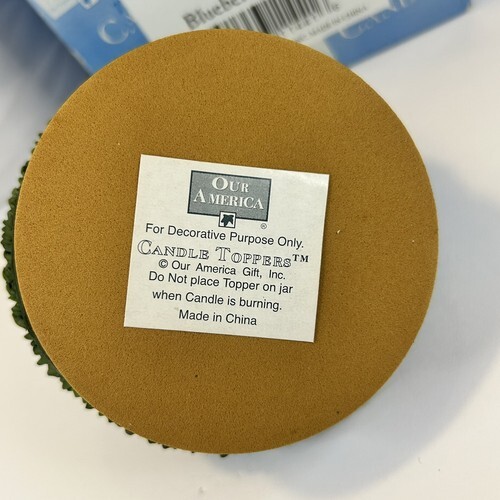 OUR
AMERICA
®
For Decorative Purpose Only.
CANDLE TOPPERS™
© Our America Gift, Inc.
Do Not place Topper on jar
when Candle is burning.
Made in China